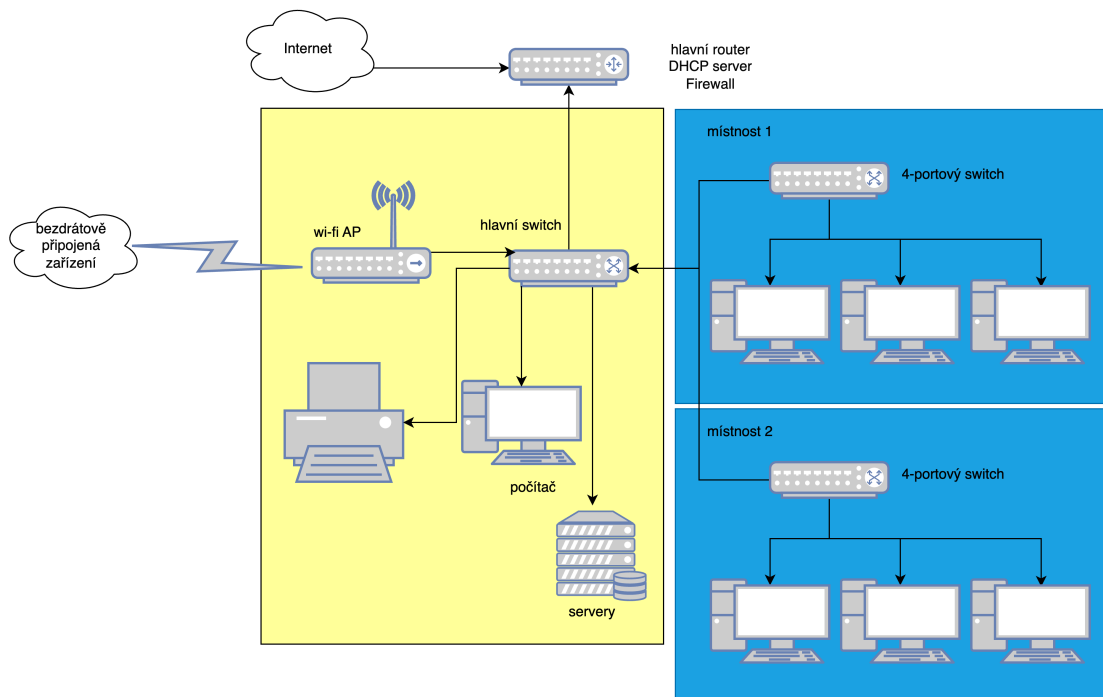 Internet
hlavní router
DHCP server
Firewall
místnost 1
4-portový switch
bezdrátově
připojená
zařízení
wi-fi AP
hlavní switch
místnost 2
4-portový switch
počítač
servery